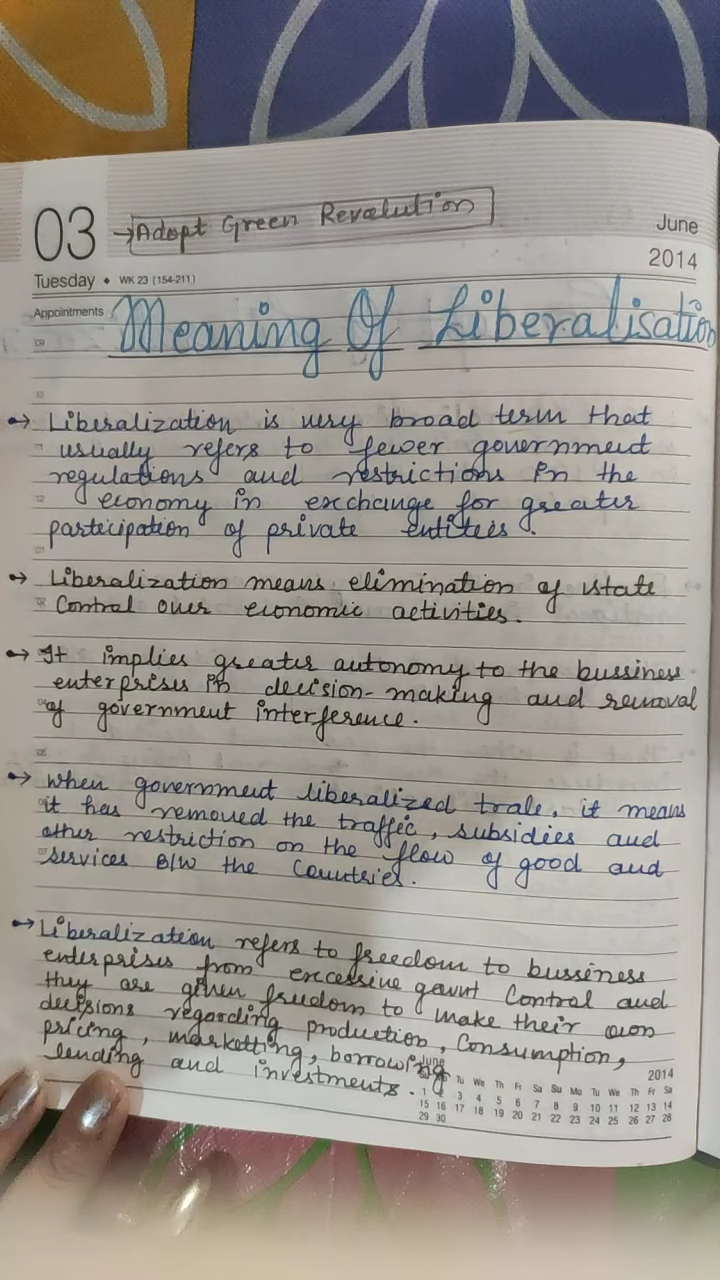 03
→ Adopt Green Revolution
June
2014
Tuesday • WK 23 (154-211)
Appointments
Meaning Of Liberalisation
09
→ Liberalization is very broad term that
usually refers to fewer government
regulations and restrictions in the
economy in exchange for greater
participation of private entities.
→ Liberalization means elimination of state
Control over economic activities.
→ It implies greater autonomy to the bussiness
enterprises in decision-making and removal
of government interference.
→ when government liberalized trale, it means
it has removed the traffic, subsidies and
other restriction on the flow of good and
services B/W the Countries.
→ Liberalization refers to freedom to bussiness
enterprises from excessive govnt Control and
they are given freedom to make their own
decisions regarding production, Consumption,
pricing, marketting, borrowing
lending and investments.
June 2014
Tu We Th Fr Sa Su Mo Tu We Th Fr Sa
1 3 4 5 6 7 8 9 10 11 12 13 14
15 16 17 18 19 20 21 22 23 24 25 26 27 28
29 30